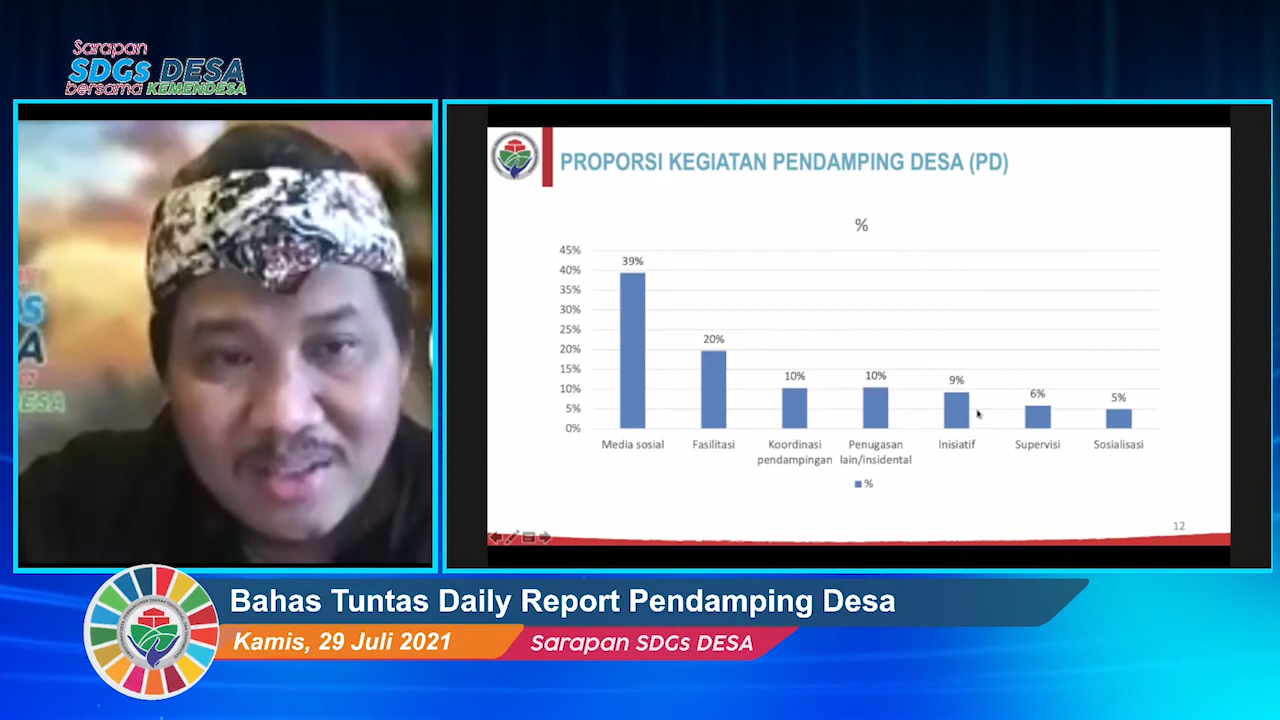 Sarapan
SDGs DESA
bersama KEMENDESA
GS
A
ESA
PROPORSI KEGIATAN PENDAMPING DESA (PD)
%
45%
40%
35%
30%
25%
20%
15%
10%
5%
0%
39%
20%
10%
10%
9%
6%
5%
Media sosial
Fasilitasi
Koordinasi
pendampingan
Penugasan
lain/insidental
Inisiatif
Supervisi
Sosialisasi
%
12
Bahas Tuntas Daily Report Pendamping Desa
Kamis, 29 Juli 2021
Sarapan SDGs DESA